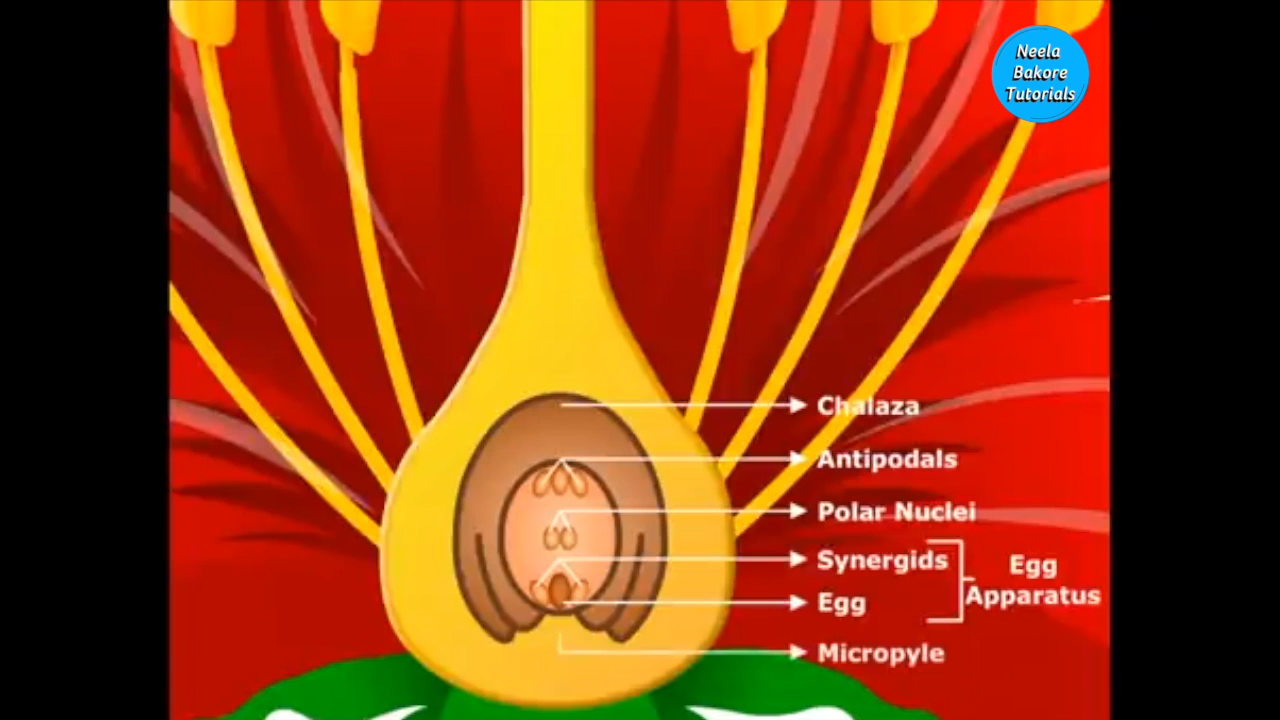 Neela
Bakore
Tutorials
Chalaza
Antipodals
Polar Nuclei
Synergids
Egg
Egg
Apparatus
Micropyle